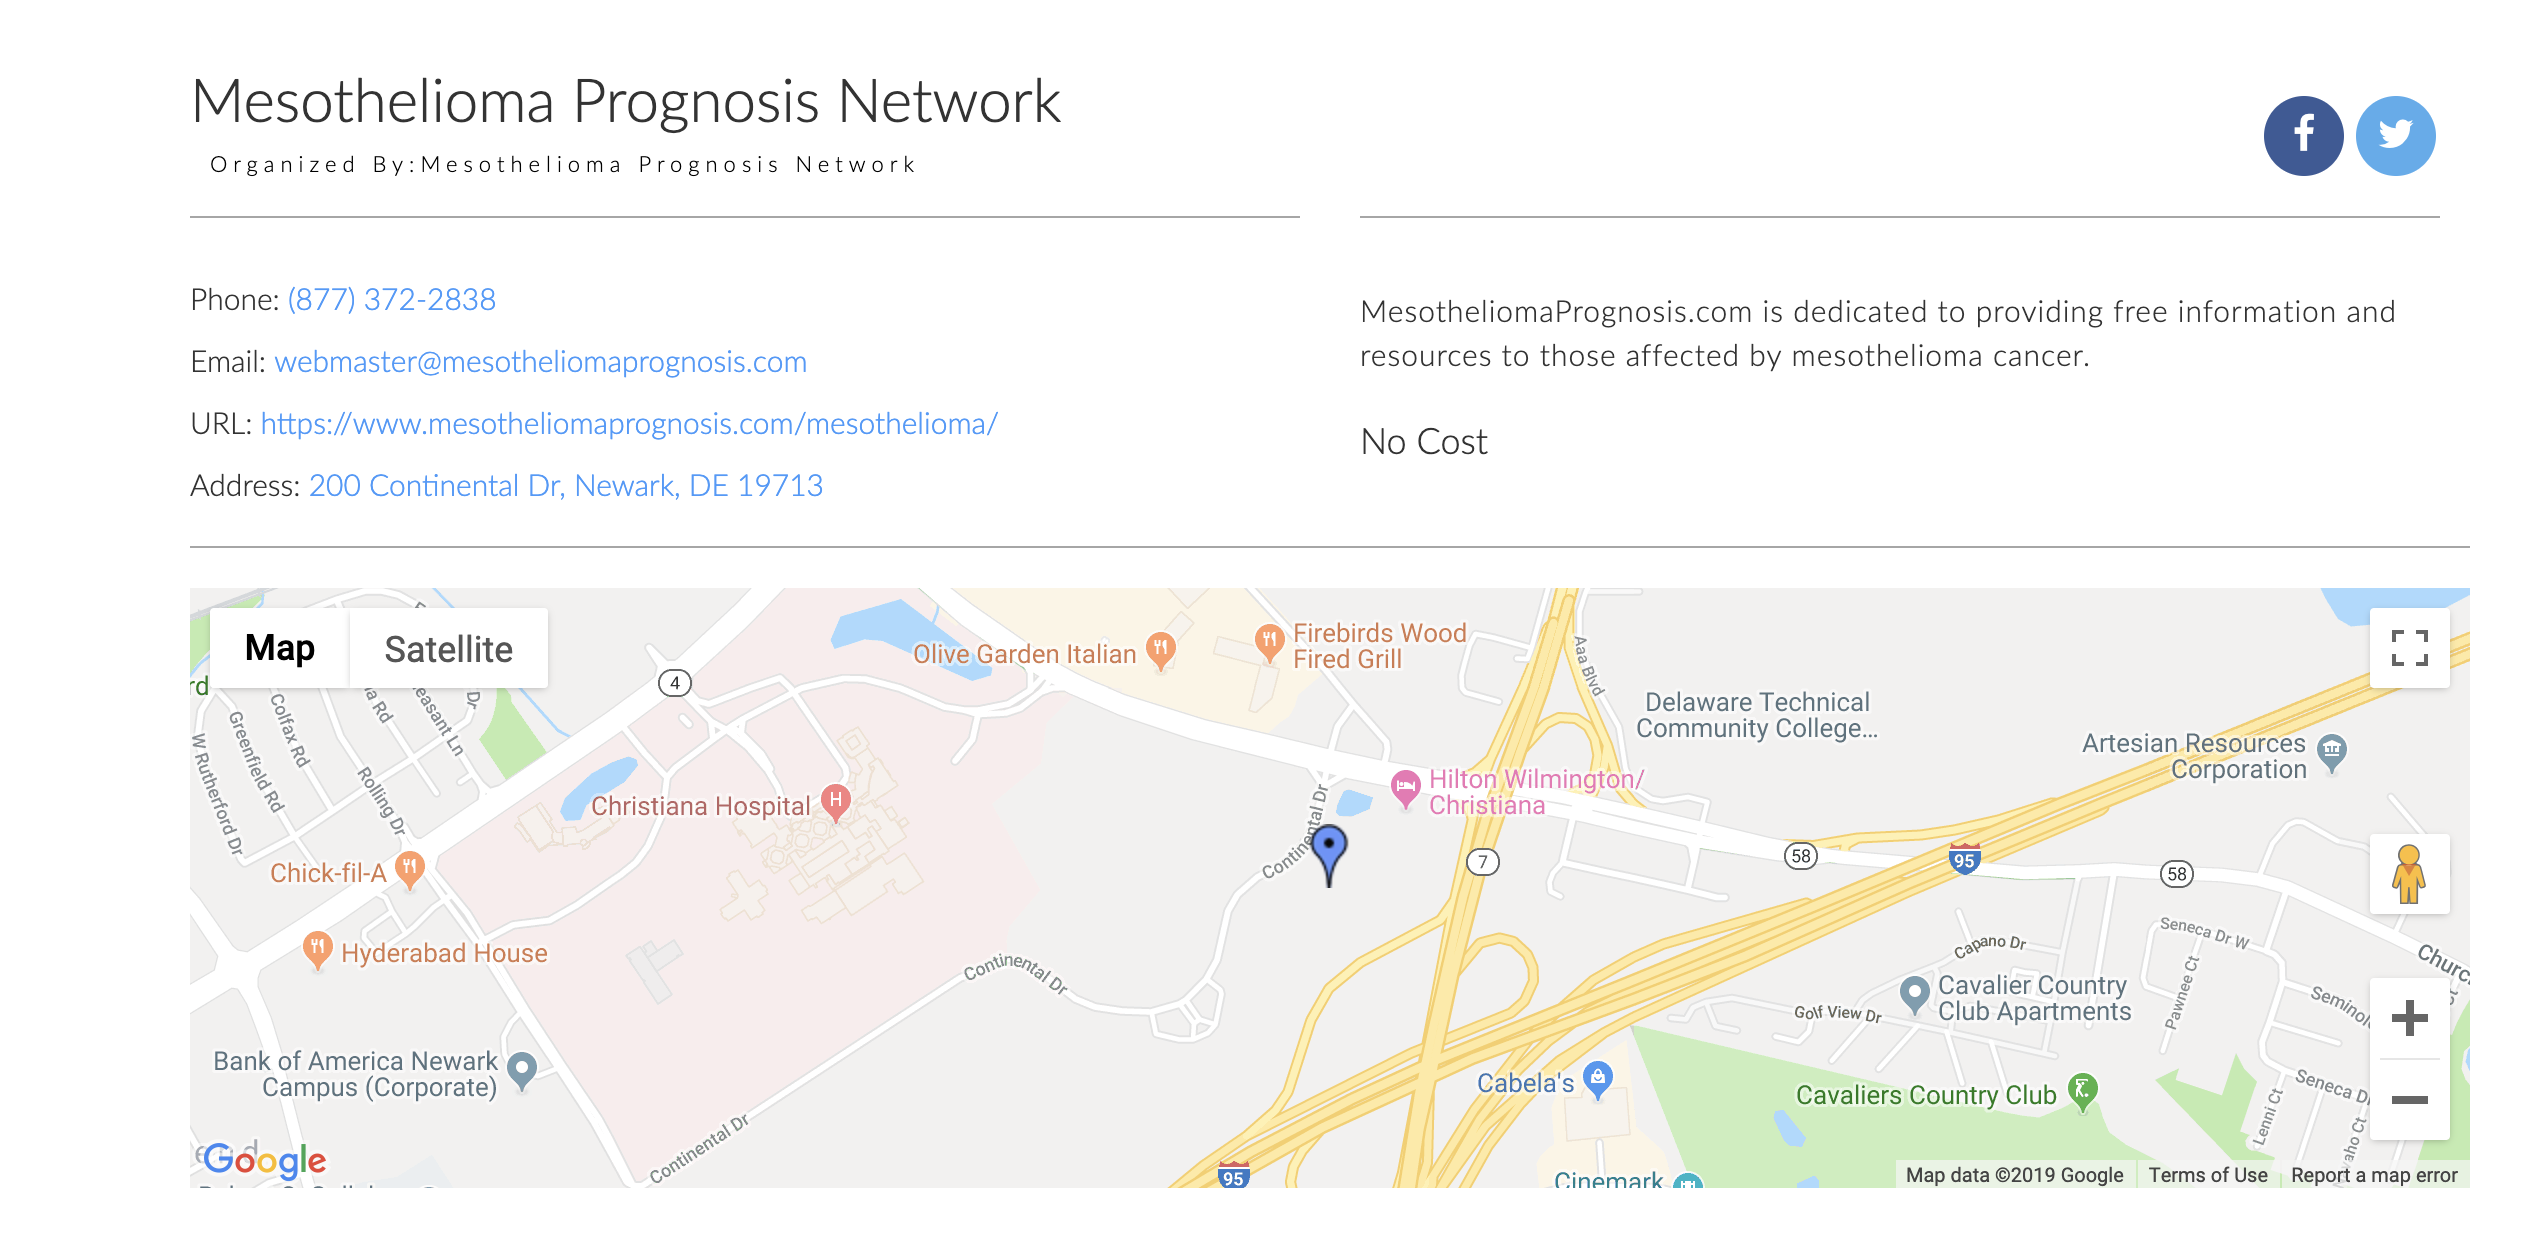 Mesothelioma Prognosis Network
Organized By:Mesothelioma Prognosis Network
Phone: (877) 372-2838
Email: webmaster@mesotheliomaprognosis.com
URL: https://www.mesotheliomaprognosis.com/mesothelioma/
Address: 200 Continental Dr, Newark, DE 19713
MesotheliomaPrognosis.com is dedicated to providing free information and
resources to those affected by mesothelioma cancer.
No Cost
Map
Satellite
Olive Garden Italian
Firebirds Wood
Fired Grill
4
Aaa Blvd
Delaware Technical
Community College...
Artesian Resources
Corporation
W Rutherford Dr
Greenfield Rd
Colfax Rd
Rolling Dr
Dr
Christiana Hospital
H
Hilton Wilmington/
Christiana
Continental Dr
7
58
95
58
Chick-fil-A
Hyderabad House
Continental Dr
Capano Dr
Seneca Dr W
Pawnee Ct
Cavalier Country
Club Apartments
Golf View Dr
Bank of America Newark
Campus (Corporate)
Cabela's
Cavaliers Country Club
Lenni Ct
Continental Dr
Google
95
Cinemark
Map data ©2019 Google
Terms of Use
Report a map error